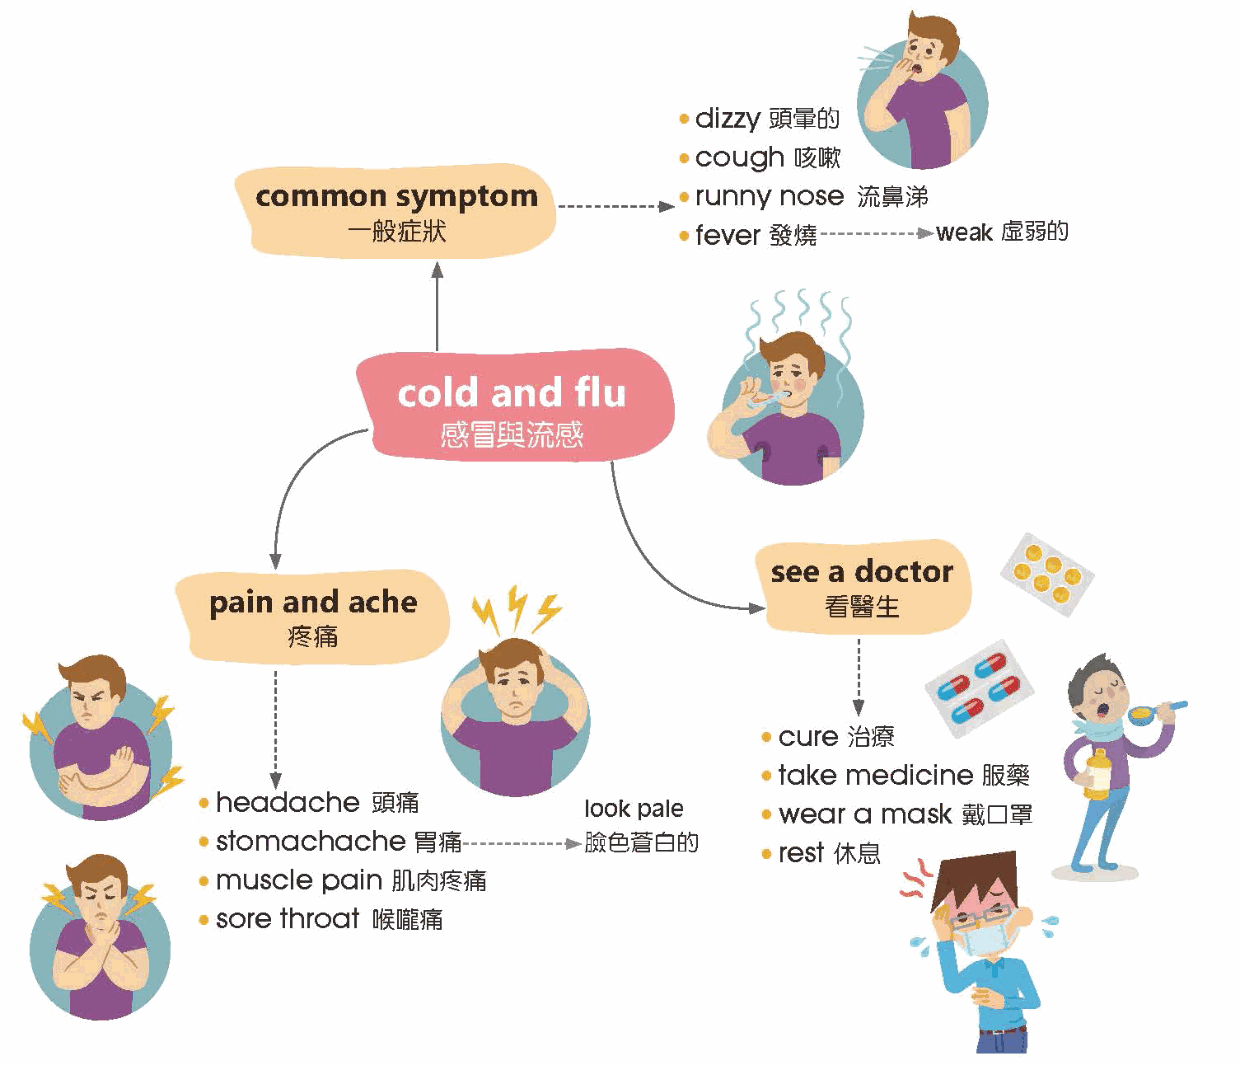 common symptom
一般症狀
• dizzy 頭暈的
• cough 咳嗽
• runny nose 流鼻涕
• fever 發燒
weak 虛弱的
cold and flu
感冒與流感
pain and ache
疼痛
• headache 頭痛
• stomachache 胃痛
• muscle pain 肌肉疼痛
• sore throat 喉嚨痛
look pale
臉色蒼白的
see a doctor
看醫生
• cure 治療
• take medicine 服藥
• wear a mask 戴口罩
• rest 休息